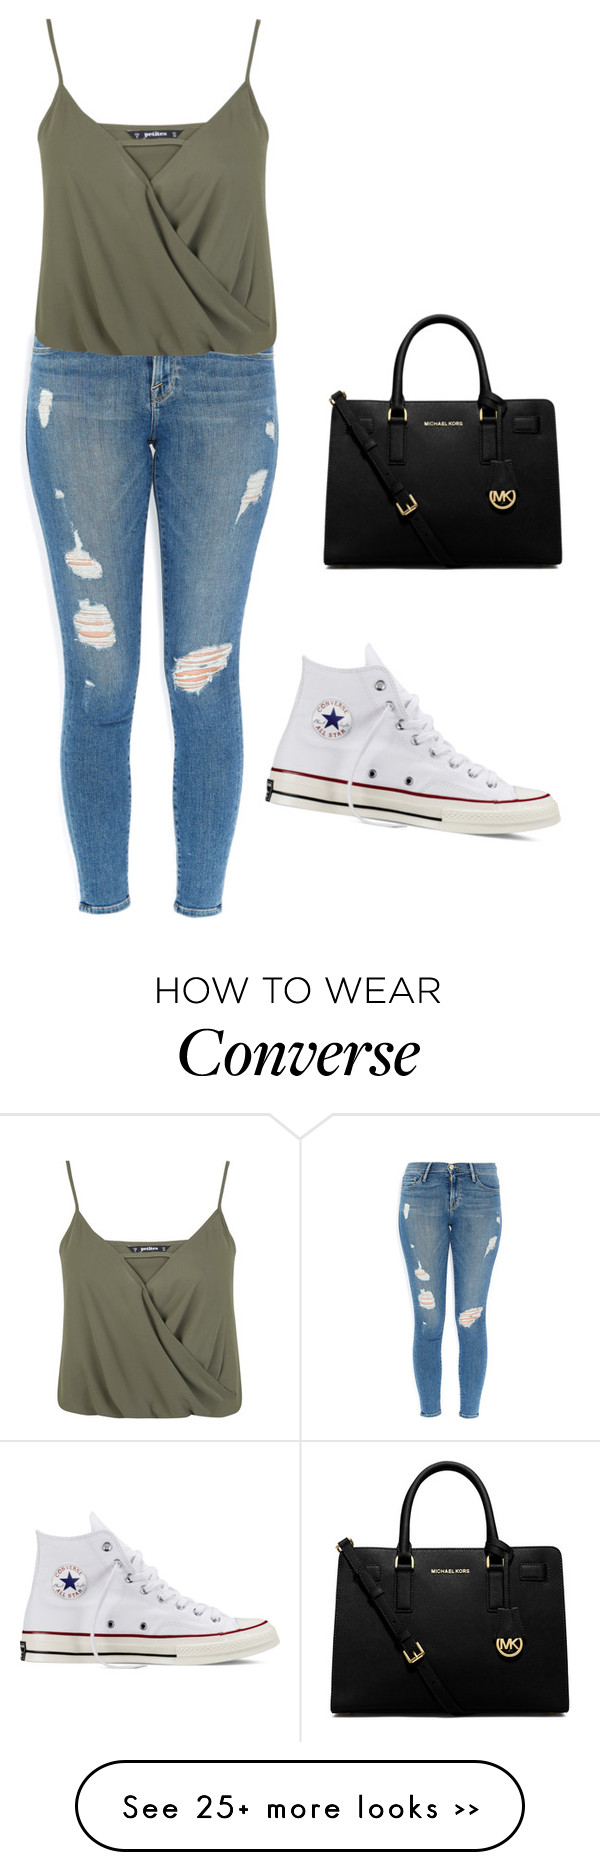 petites
MICHAEL KORS
MK
CONVERSE
ALL STAR
HOW TO WEAR
Converse
petites
CONVERSE
ALL STAR
MICHAEL KORS
MK
See 25+ more looks >>